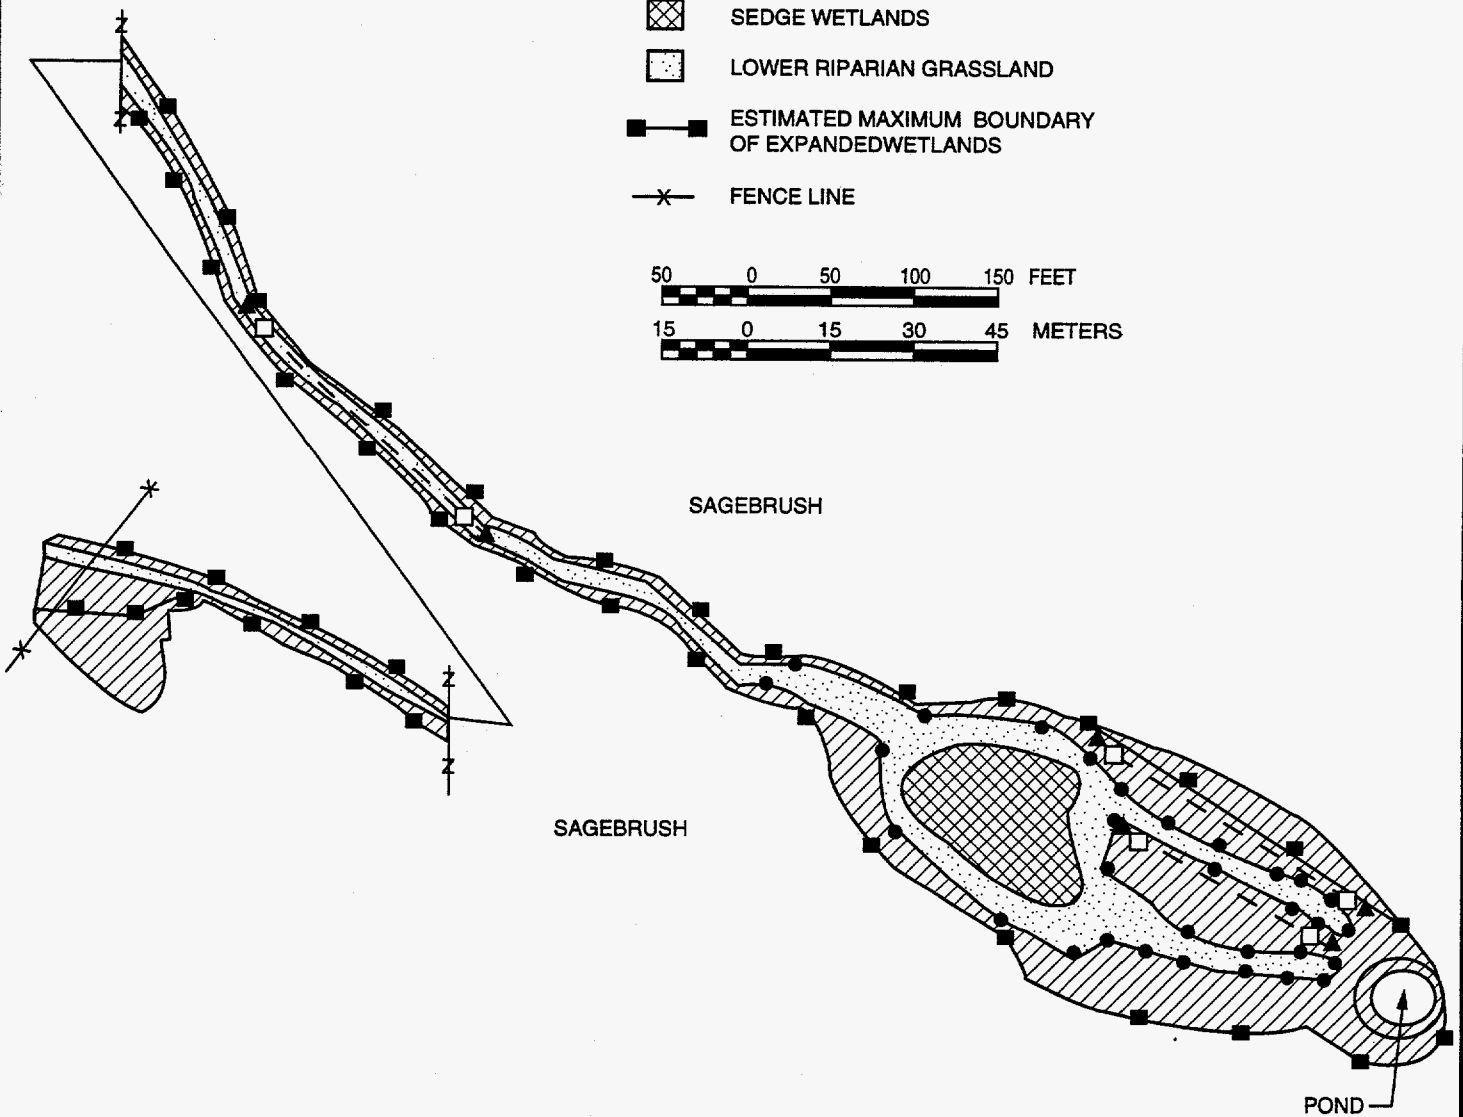 Z
SEDGE WETLANDS
LOWER RIPARIAN GRASSLAND
Z
ESTIMATED MAXIMUM BOUNDARY
OF EXPANDEDWETLANDS
FENCE LINE
50 0 50 100 150 FEET
15 0 15 30 45 METERS
SAGEBRUSH
Z
Z
SAGEBRUSH
POND